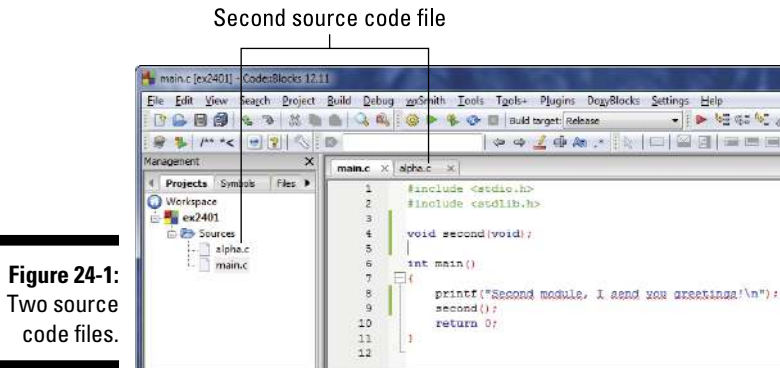 Second source code file
main.c [ex2401] - Code::Blocks 12.11
File Edit View Search Project Build Debug wxSmith Tools Tools+ Plugins DoxyBlocks Settings Help
Build target: Release
/** *<
Management
main.c
alpha.c
Projects Symbols Files
Workspace
ex2401
Sources
alpha.c
main.c
1 #include <stdio.h>
2 #include <stdlib.h>
3
4 void second(void);
5
6 int main()
7 {
8 printf("Second module, I send you greetings!\n");
9 second();
10 return 0;
11 }
12
Figure 24-1:
Two source
code files.